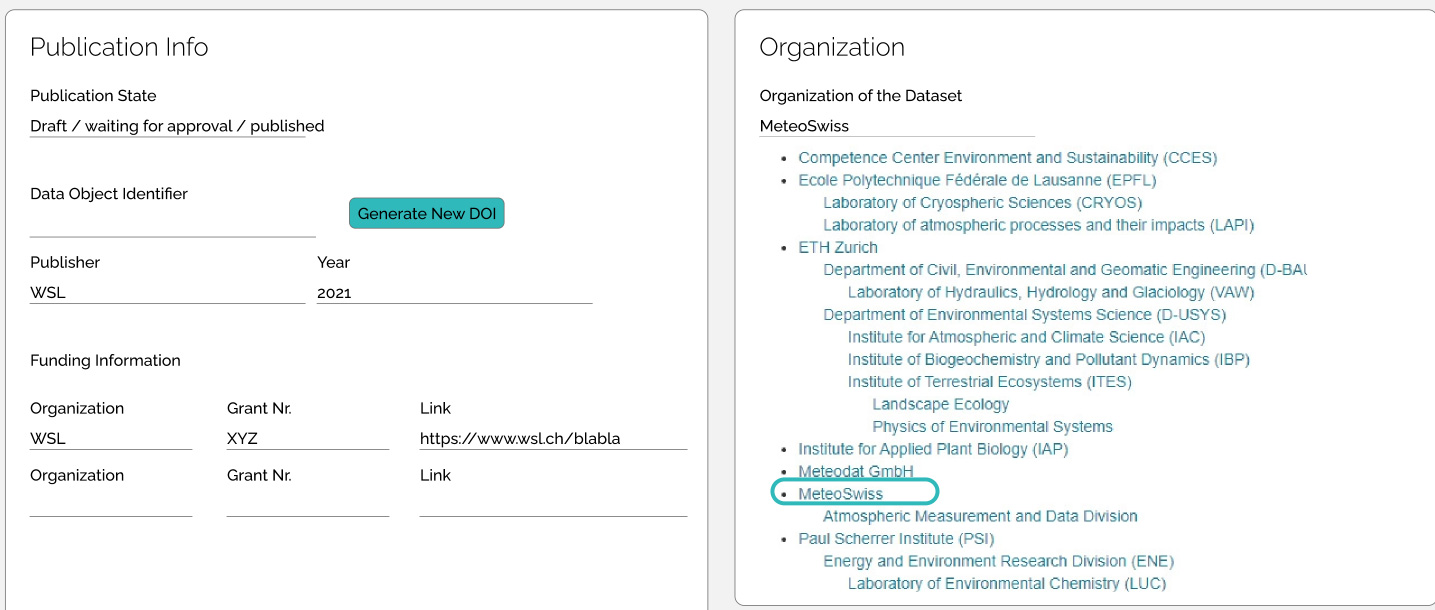 Publication Info
Publication State
Draft / waiting for approval / published
Data Object Identifier
Generate New DOI
Publisher Year
WSL 2021
Funding Information
Organization Grant Nr. Link
WSL XYZ https://www.wsl.ch/blabla
Organization Grant Nr. Link
Organization
Organization of the Dataset
MeteoSwiss
• Competence Center Environment and Sustainability (CCES)
• Ecole Polytechnique Fédérale de Lausanne (EPFL)
Laboratory of Cryospheric Sciences (CRYOS)
Laboratory of atmospheric processes and their impacts (LAPI)
• ETH Zurich
Department of Civil, Environmental and Geomatic Engineering (D-BAU
Laboratory of Hydraulics, Hydrology and Glaciology (VAW)
Department of Environmental Systems Science (D-USYS)
Institute for Atmospheric and Climate Science (IAC)
Institute of Biogeochemistry and Pollutant Dynamics (IBP)
Institute of Terrestrial Ecosystems (ITES)
Landscape Ecology
Physics of Environmental Systems
• Institute for Applied Plant Biology (IAP)
• Meteodat GmbH
• MeteoSwiss
Atmospheric Measurement and Data Division
• Paul Scherrer Institute (PSI)
Energy and Environment Research Division (ENE)
Laboratory of Environmental Chemistry (LUC)